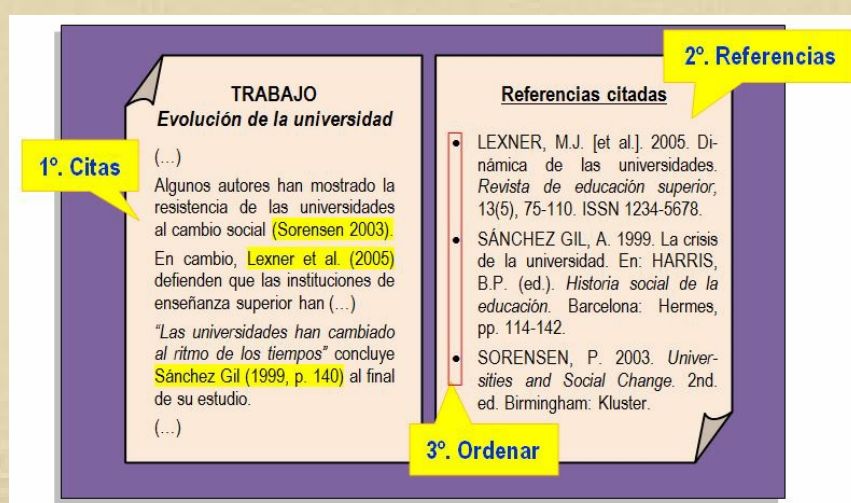 1º. Citas
TRABAJO
Evolución de la universidad
(…)
Algunos autores han mostrado la
resistencia de las universidades
al cambio social (Sorensen 2003).
En cambio, Lexner et al. (2005)
defienden que las instituciones de
enseñanza superior han (…)
"Las universidades han cambiado
al ritmo de los tiempos" concluye
Sánchez Gil (1999, p. 140) al final
de su estudio.
(…)
2º. Referencias
Referencias citadas
• LEXNER, M.J. [et al.]. 2005. Di-
námica de las universidades.
Revista de educación superior,
13(5), 75-110. ISSN 1234-5678.
• SÁNCHEZ GIL, A. 1999. La crisis
de la universidad. En: HARRIS,
B.P. (ed.). Historia social de la
educación. Barcelona: Hermes,
pp. 114-142.
• SORENSEN, P. 2003. Univer-
sities and Social Change. 2nd.
ed. Birmingham: Kluster.
3º. Ordenar